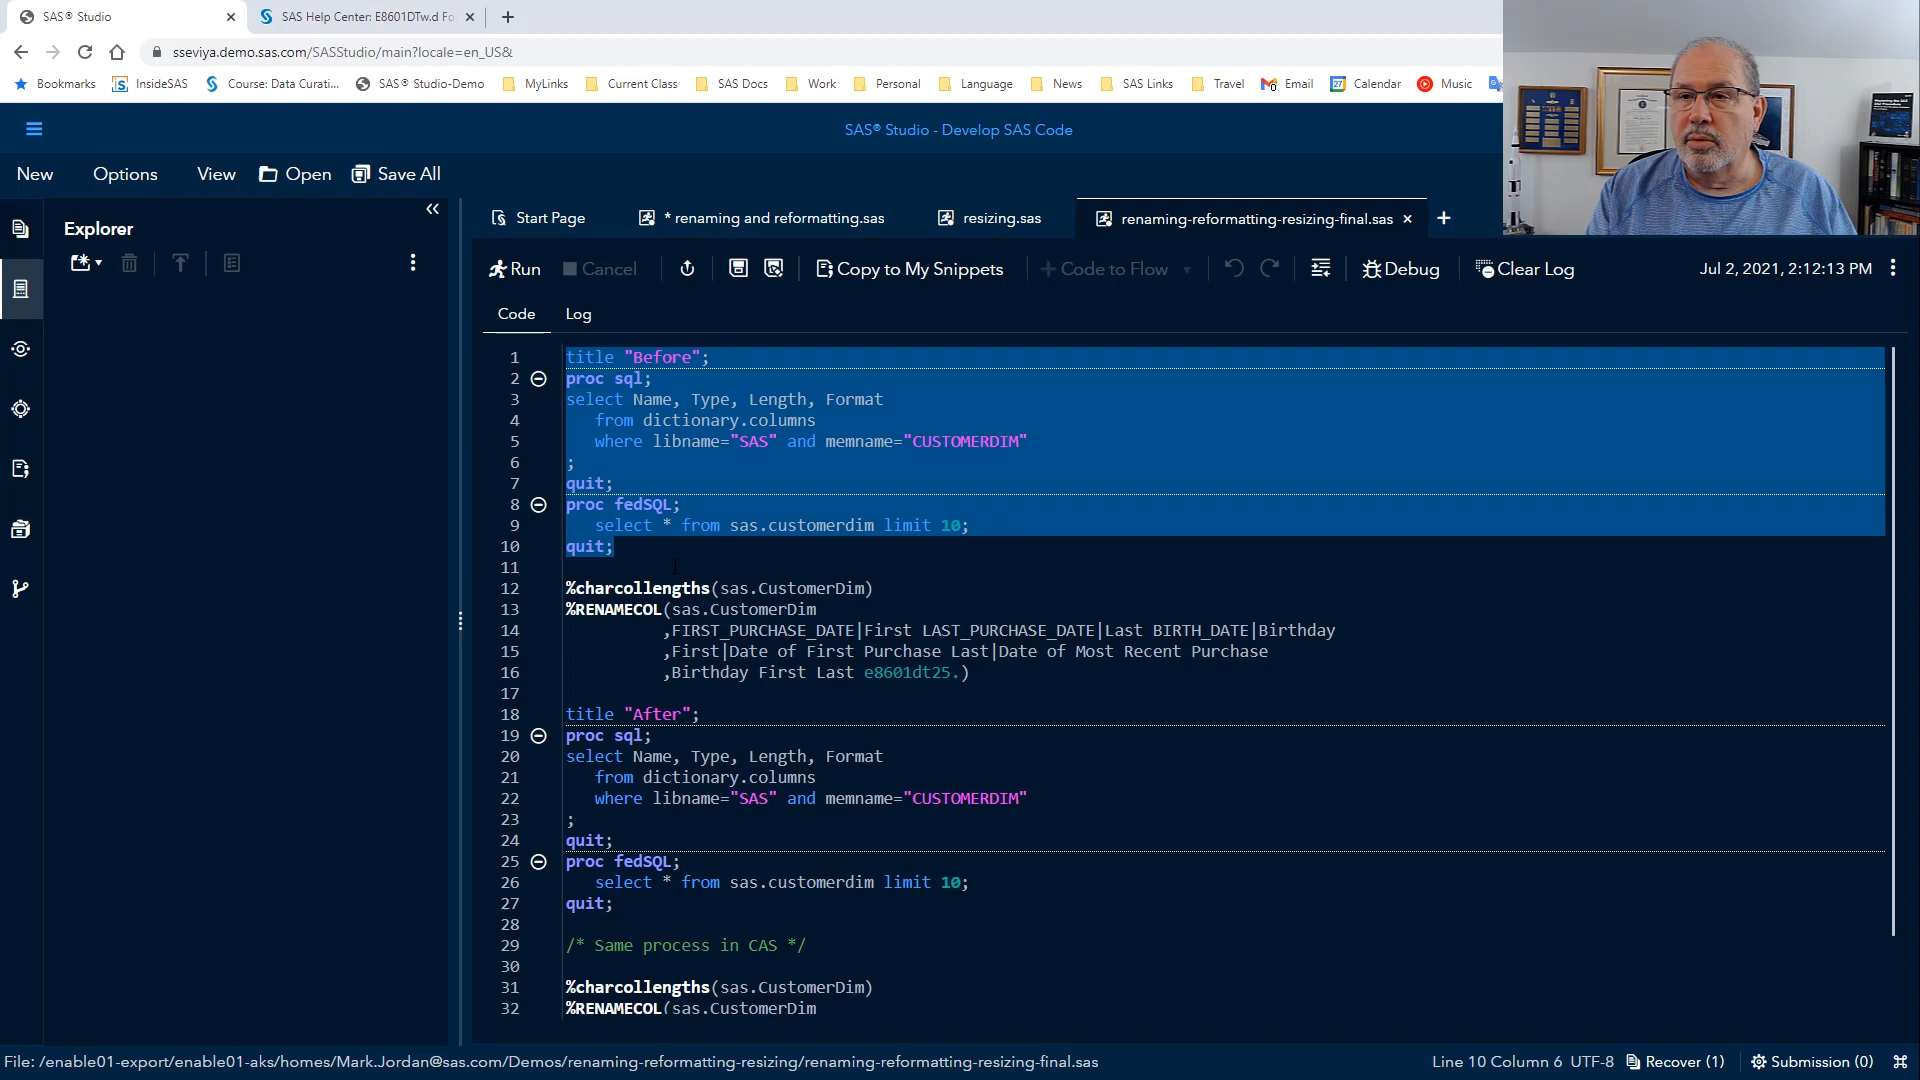 SAS® Studio
SAS Help Center: E8601DTw.d Fo
sseviya.demo.sas.com/SASStudio/main?locale=en_US&
Bookmarks InsideSAS Course: Data Curati... SAS® Studio-Demo MyLinks Current Class SAS Docs Work Personal Language News SAS Links Travel Email 27 Calendar Music
SAS® Studio - Develop SAS Code
New Options View Open Save All
Explorer
Start Page * renaming and reformatting.sas resizing.sas renaming-reformatting-resizing-final.sas
Run Cancel Copy to My Snippets Code to Flow Debug Clear Log Jul 2, 2021, 2:12:13 PM
Code Log
1 title "Before";
2 proc sql;
3 select Name, Type, Length, Format
4 from dictionary.columns
5 where libname="SAS" and memname="CUSTOMERDIM"
6 ;
7 quit;
8 proc fedSQL;
9 select * from sas.customerdim limit 10;
10 quit;
11
12 %charcollengths(sas.CustomerDim)
13 %RENAMECOL(sas.CustomerDim
14 ,FIRST_PURCHASE_DATE|First LAST_PURCHASE_DATE|Last BIRTH_DATE|Birthday
15 ,First|Date of First Purchase Last|Date of Most Recent Purchase
16 ,Birthday First Last e8601dt25.)
17
18 title "After";
19 proc sql;
20 select Name, Type, Length, Format
21 from dictionary.columns
22 where libname="SAS" and memname="CUSTOMERDIM"
23 ;
24 quit;
25 proc fedSQL;
26 select * from sas.customerdim limit 10;
27 quit;
28
29 /* Same process in CAS */
30
31 %charcollengths(sas.CustomerDim)
32 %RENAMECOL(sas.CustomerDim
File: /enable01-export/enable01-aks/homes/Mark.Jordan@sas.com/Demos/renaming-reformatting-resizing/renaming-reformatting-resizing-final.sas
Line 10 Column 6 UTF-8 Recover (1) Submission (0)